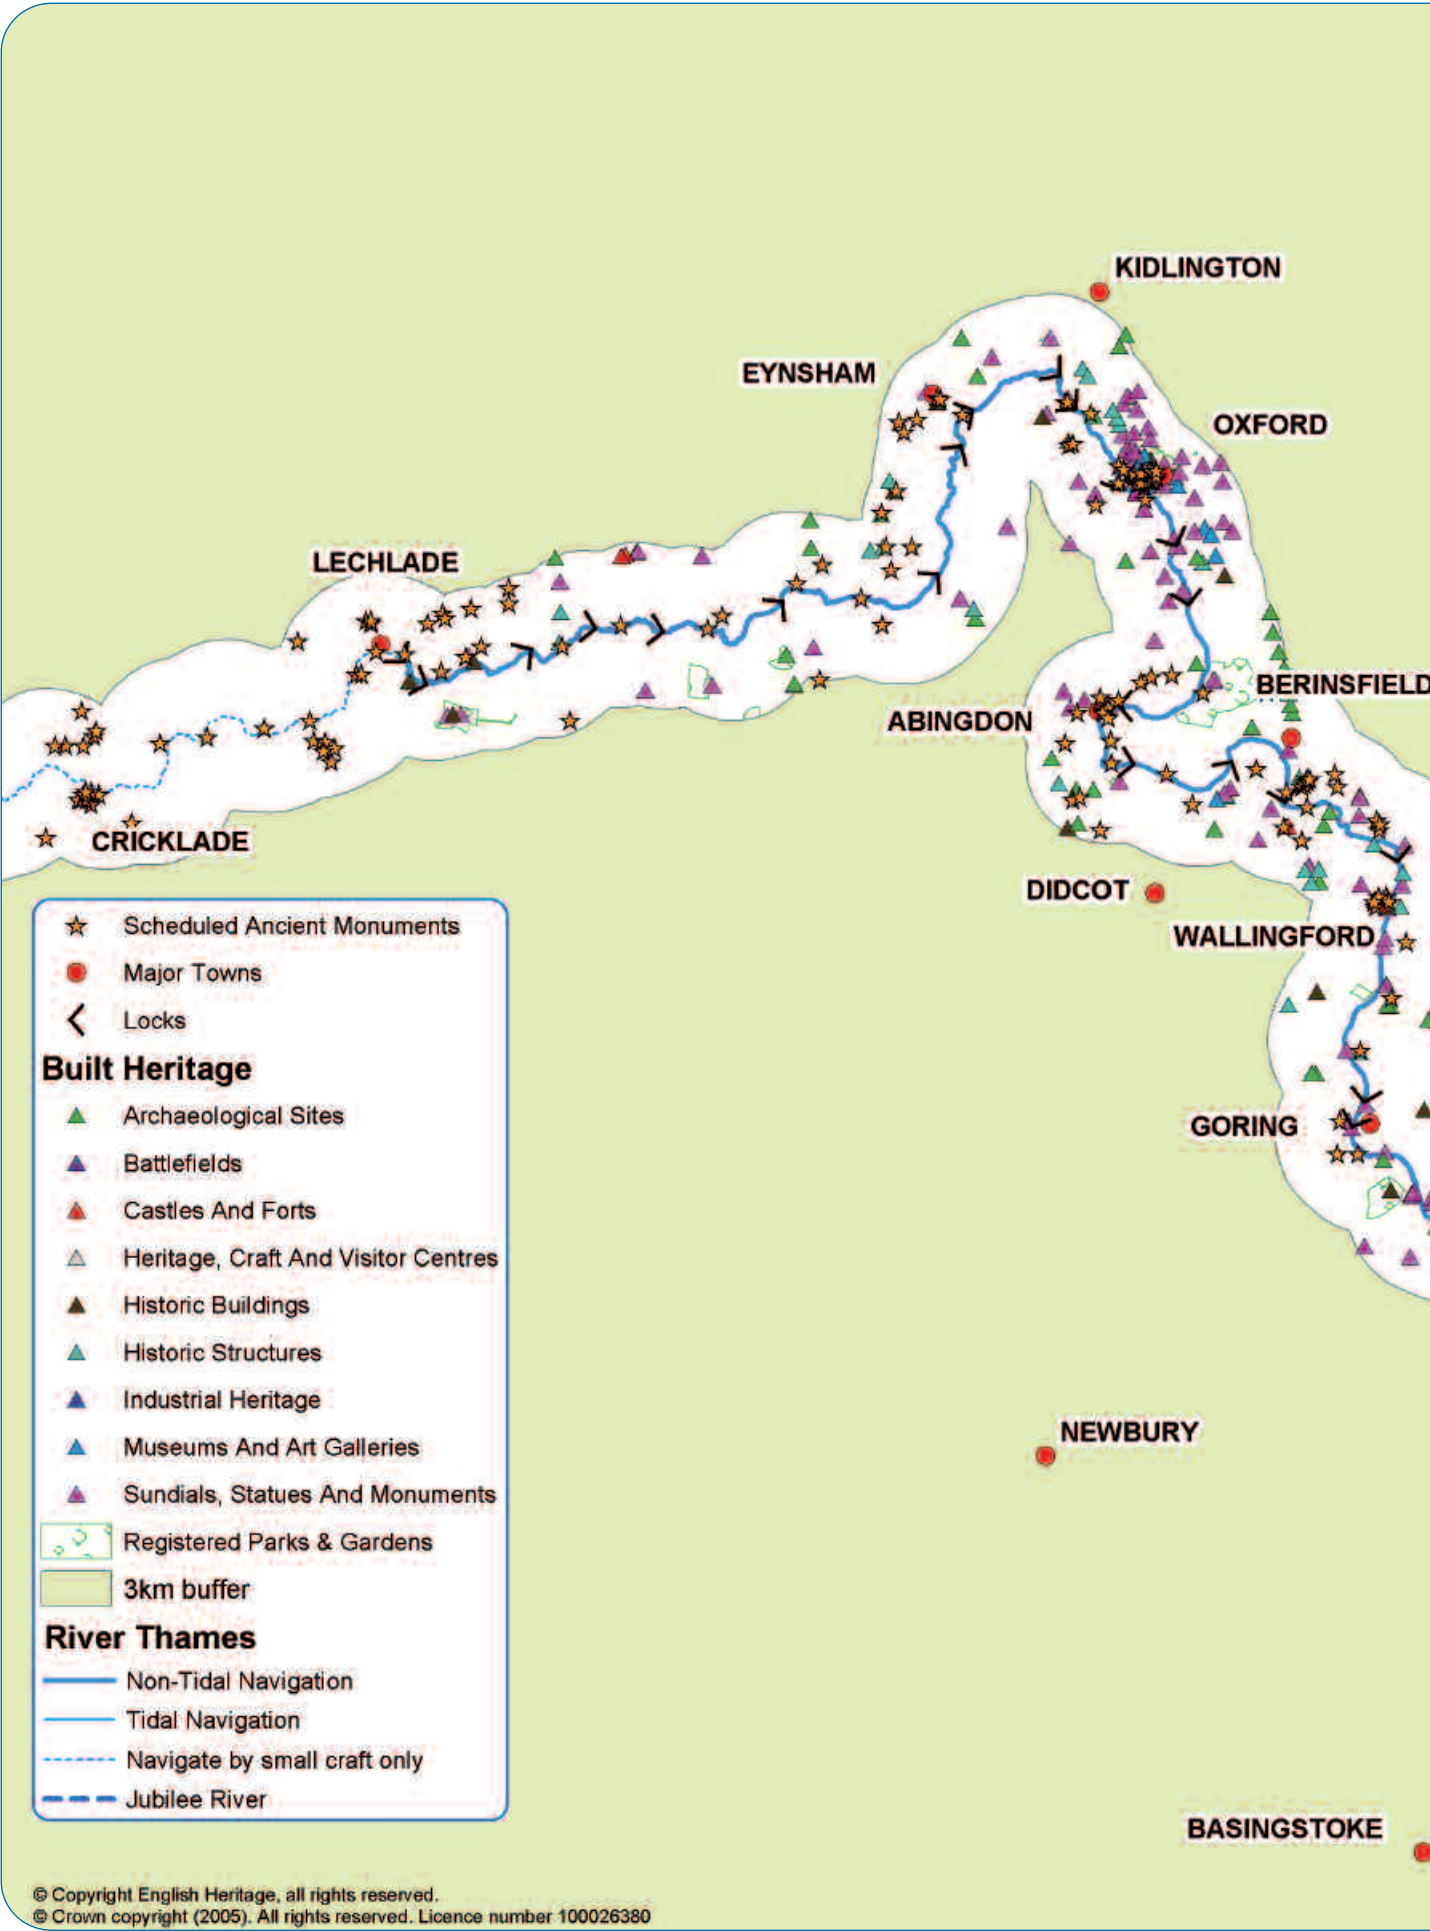 KIDLINGTON
EYNSHAM
OXFORD
LECHLADE
BERINSFIELD
ABINGDON
CRICKLADE
DIDCOT
WALLINGFORD
GORING
NEWBURY
BASINGSTOKE
Scheduled Ancient Monuments
Major Towns
Locks
Built Heritage
Archaeological Sites
Battlefields
Castles And Forts
Heritage, Craft And Visitor Centres
Historic Buildings
Historic Structures
Industrial Heritage
Museums And Art Galleries
Sundials, Statues And Monuments
Registered Parks & Gardens
3km buffer
River Thames
Non-Tidal Navigation
Tidal Navigation
Navigate by small craft only
Jubilee River
© Copyright English Heritage, all rights reserved.
© Crown copyright (2005). All rights reserved. Licence number 100026380